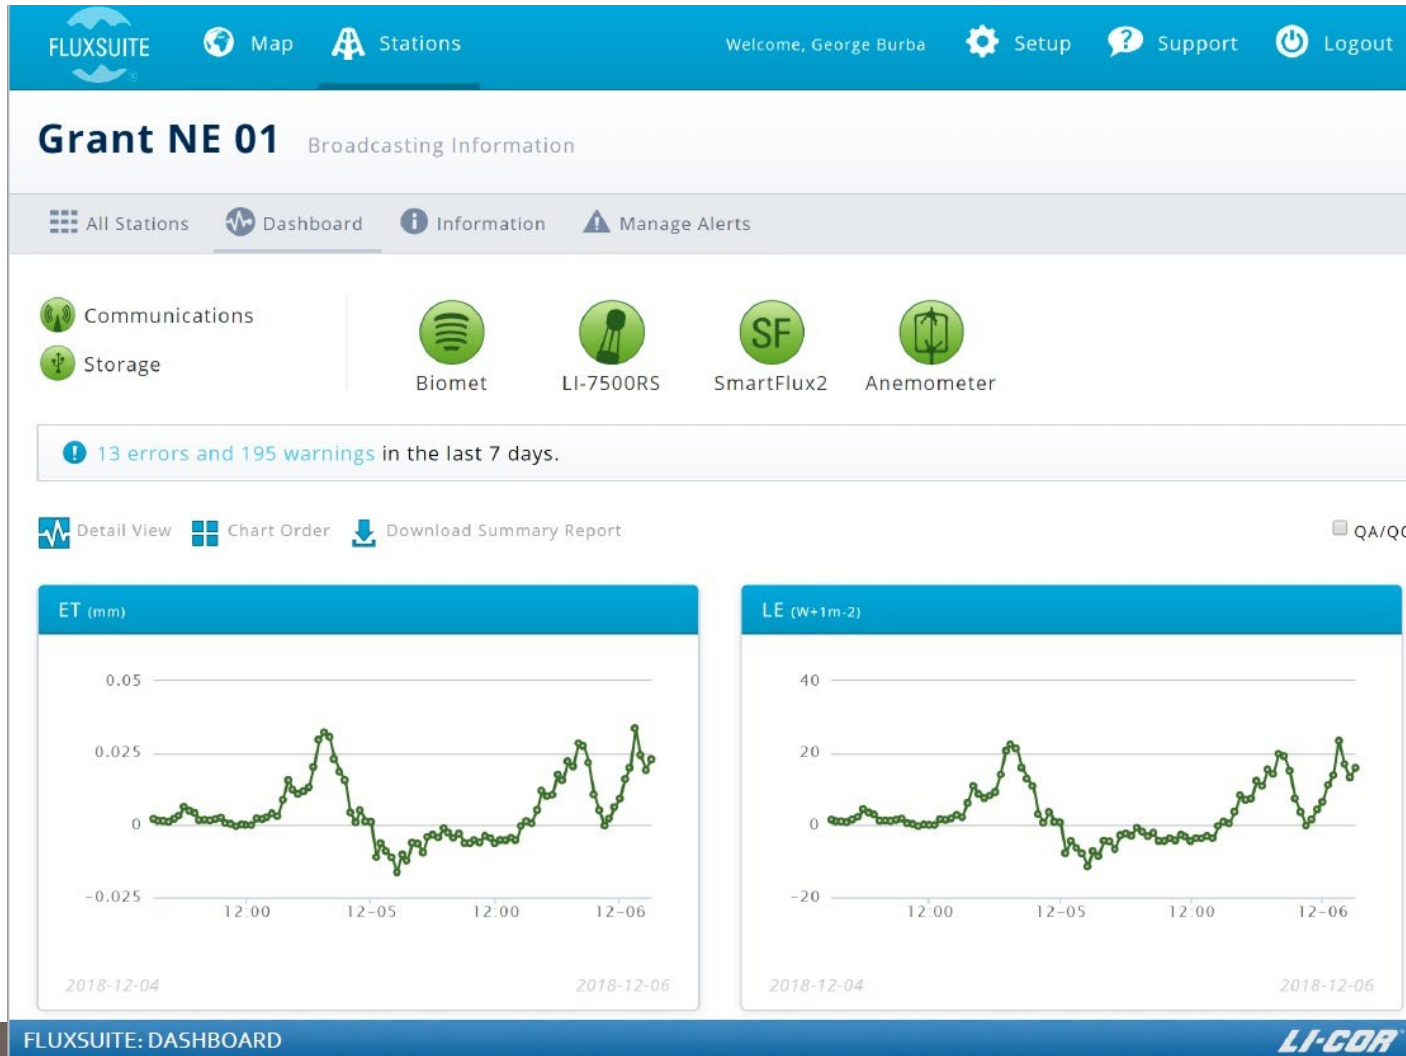 FLUXSUITE ® Map Stations Welcome, George Burba Setup ? Support Logout
Grant NE 01 Broadcasting Information
All Stations Dashboard Information Manage Alerts
Communications
Storage
SF
Biomet LI-7500RS SmartFlux2 Anemometer
13 errors and 195 warnings in the last 7 days.
Detail View Chart Order Download Summary Report QA/QC
ET (mm)
0.05
0.025
0
-0.025
12:00 12-05 12:00 12-06
2018-12-04 2018-12-06
LE (W+1m-2)
40
20
0
-20
12:00 12-05 12:00 12-06
2018-12-04 2018-12-06
FLUXSUITE: DASHBOARD LI-COR